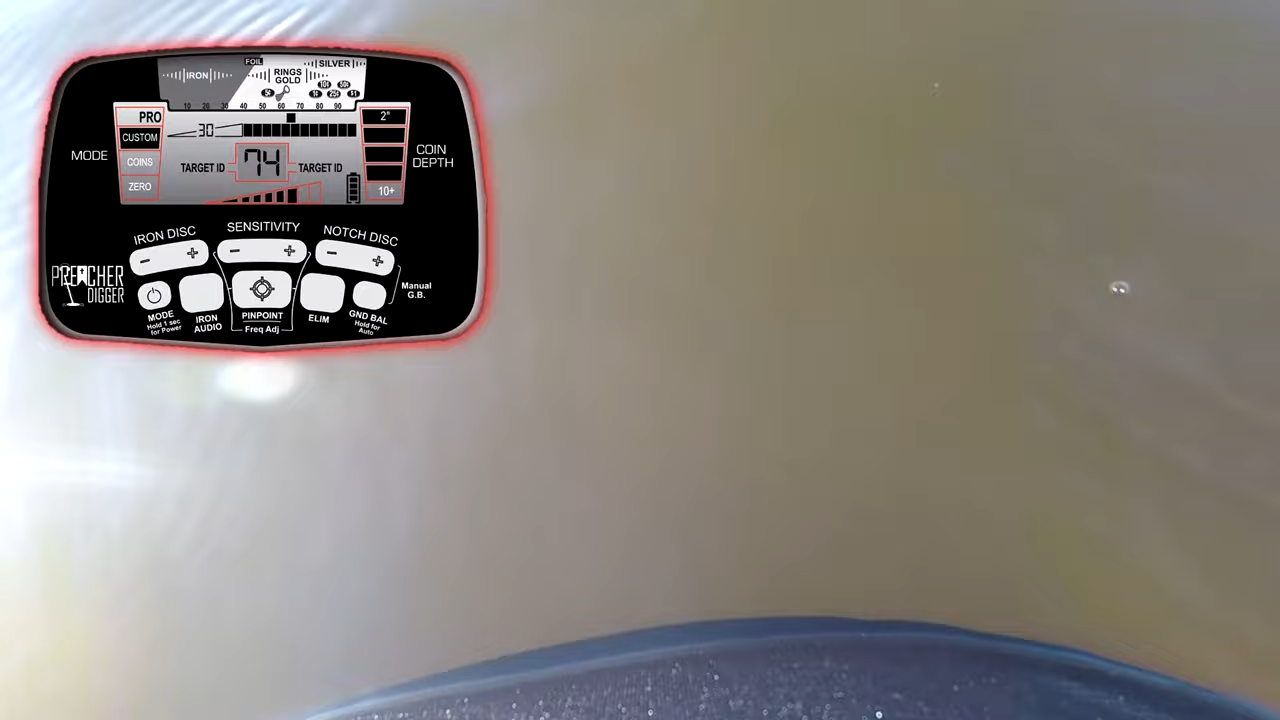 FOIL
IRON
RINGS
GOLD
SILVER
10 20 30 40 50 60 70 80 90
MODE
PRO
CUSTOM
COINS
ZERO
30
TARGET ID 74 TARGET ID
2"
10+
COIN
DEPTH
IRON DISC
- +
SENSITIVITY
- +
NOTCH DISC
- +
PREACHER
DIGGER
MODE
Hold 1 sec
for Power
IRON
AUDIO
PINPOINT
Freq Adj
ELIM
GND BAL
Hold for
Auto
Manual
G.B.